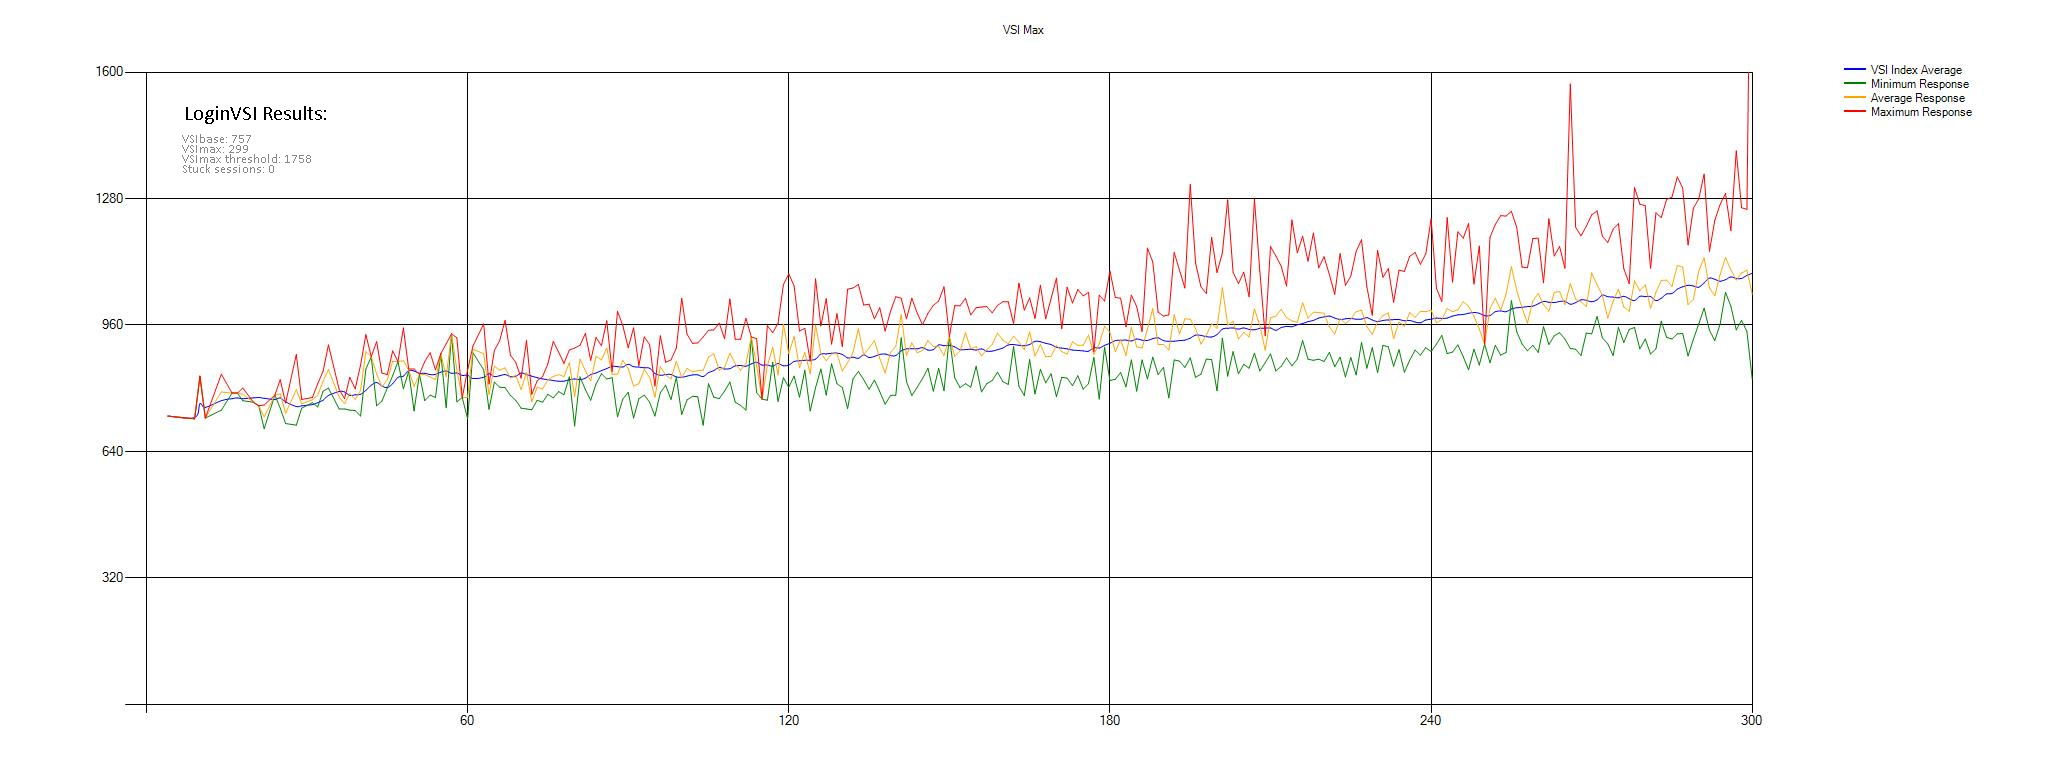 VSI Max
1600
1280
960
640
320
60
120
180
240
300
LoginVSI Results:
VSIbase: 757
VSImax: 299
VSImax threshold: 1758
Stuck sessions: 0
VSI Index Average
Minimum Response
Average Response
Maximum Response